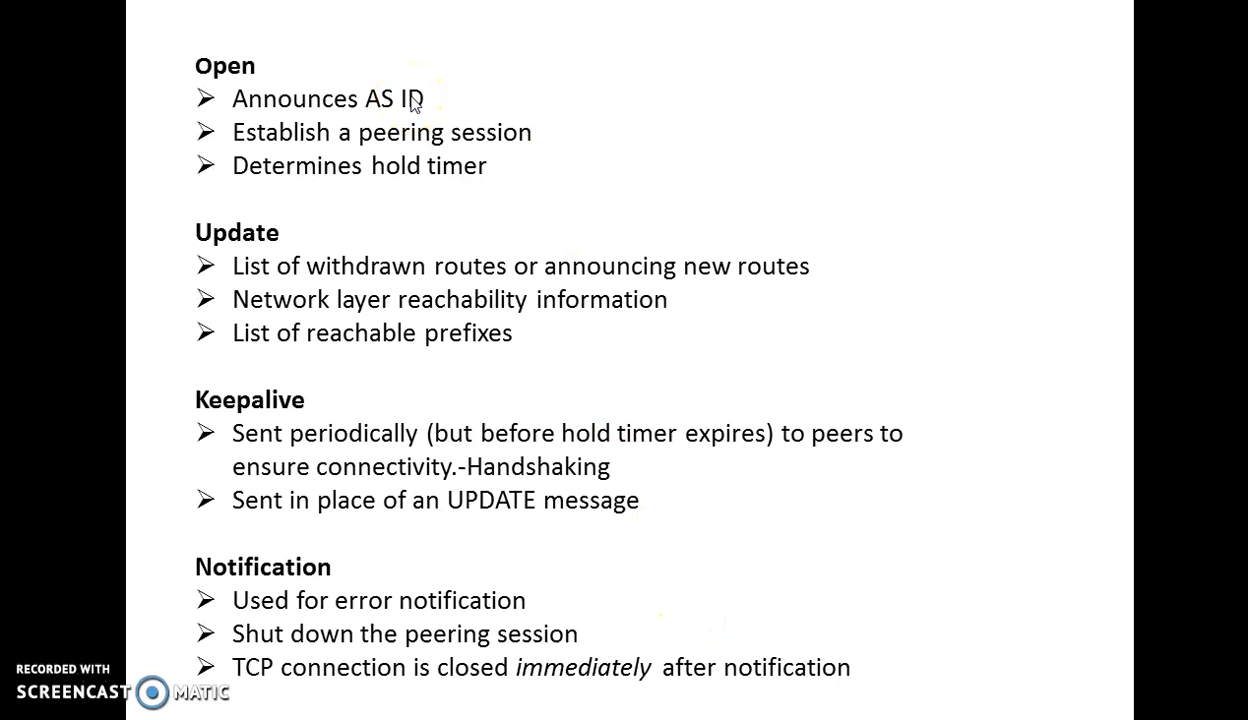 Open
➢ Announces AS ID
➢ Establish a peering session
➢ Determines hold timer
Update
➢ List of withdrawn routes or announcing new routes
➢ Network layer reachability information
➢ List of reachable prefixes
Keepalive
➢ Sent periodically (but before hold timer expires) to peers to
ensure connectivity.-Handshaking
➢ Sent in place of an UPDATE message
Notification
➢ Used for error notification
➢ Shut down the peering session
➢ TCP connection is closed immediately after notification
RECORDED WITH
SCREENCAST MATIC